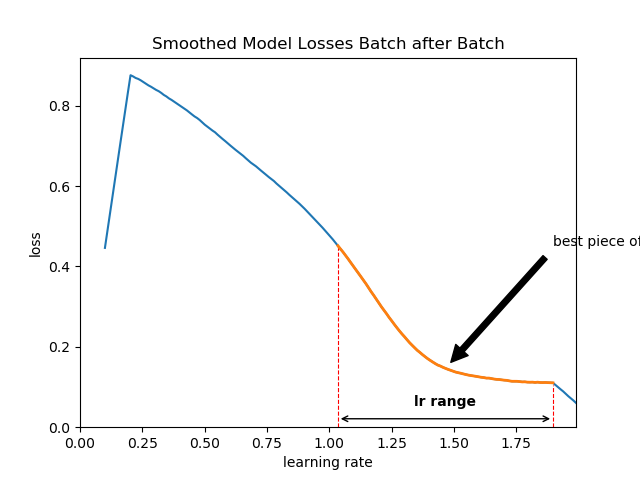 Smoothed Model Losses Batch after Batch
0.8
0.6
0.4
0.2
0.0
loss
best piece of
lr range
0.00 0.25 0.50 0.75 1.00 1.25 1.50 1.75
learning rate